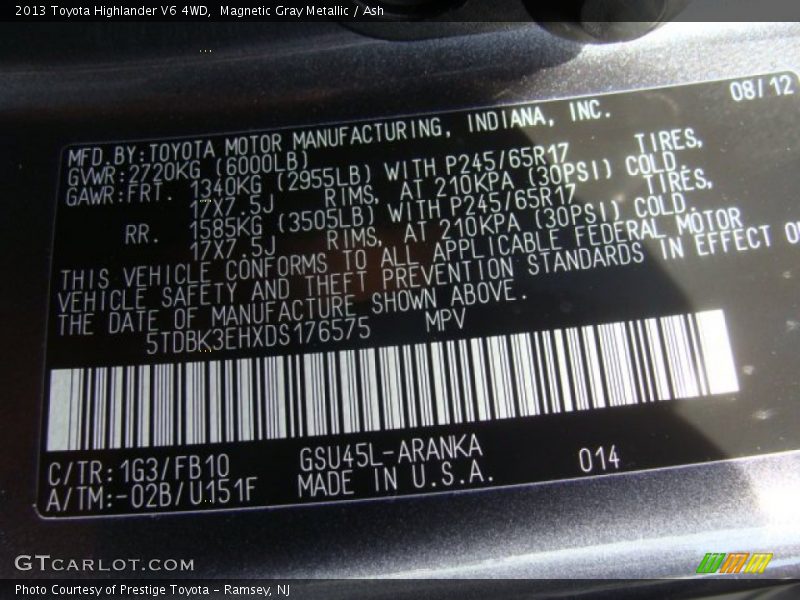 2013 Toyota Highlander V6 4WD,  Magnetic Gray Metallic / Ash
08/12
MFD.BY:TOYOTA MOTOR MANUFACTURING, INDIANA, INC.
GVWR:2720KG (6000LB)
GAWR:FRT. 1340KG (2955LB) WITH P245/65R17 TIRES,
17X7.5J RIMS, AT 210KPA (30PSI) COLD.
RR. 1585KG (3505LB) WITH P245/65R17 TIRES,
17X7.5J RIMS, AT 210KPA (30PSI) COLD.
THIS VEHICLE CONFORMS TO ALL APPLICABLE FEDERAL MOTOR
VEHICLE SAFETY AND THEFT PREVENTION STANDARDS IN EFFECT
THE DATE OF MANUFACTURE SHOWN ABOVE.
5TDBK3EHXDS176575 MPV
C/TR:1G3/FB10 GSU45L-ARANKA 014
A/TM:-02B/U151F MADE IN U.S.A.
GTCARLOT.COM
Photo Courtesy of Prestige Toyota - Ramsey, NJ